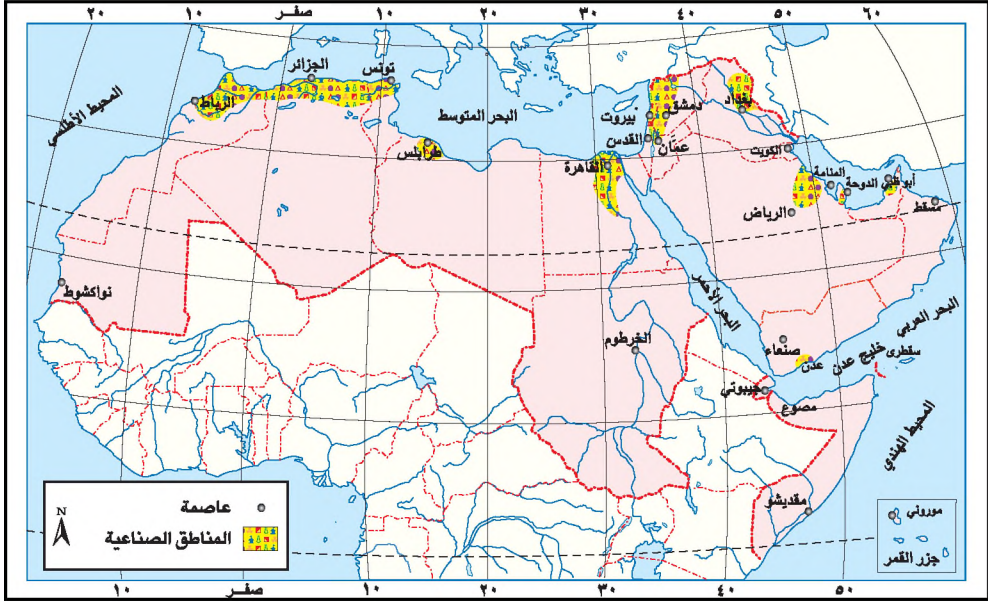 ٢٠ ١٠ صفـر ١٠ ٢٠ ٣٠ ٤٠ ٥٠ ٦٠
المحيط الأطلسي
الجزائر
تونس
الرباط
البحر المتوسط
طرابلس
بيروت
دمشق
القدس
عمّان
القاهرة
بغداد
الكويت
المنامة
أبو ظبي
الدوحة
الرياض
مسقط
نواكشوط
البحر الأحمر
البحر العربي
الخرطوم
صنعاء
عدن
خليج عدن
سقطرى
جيبوتي
مصوع
المحيط الهندي
مقديشو
موروني
جزر القمر
عاصمة
المناطق الصناعية
N
١٠ صفـر ١٠ ٢٠ ٣٠ ٤٠ ٥٠